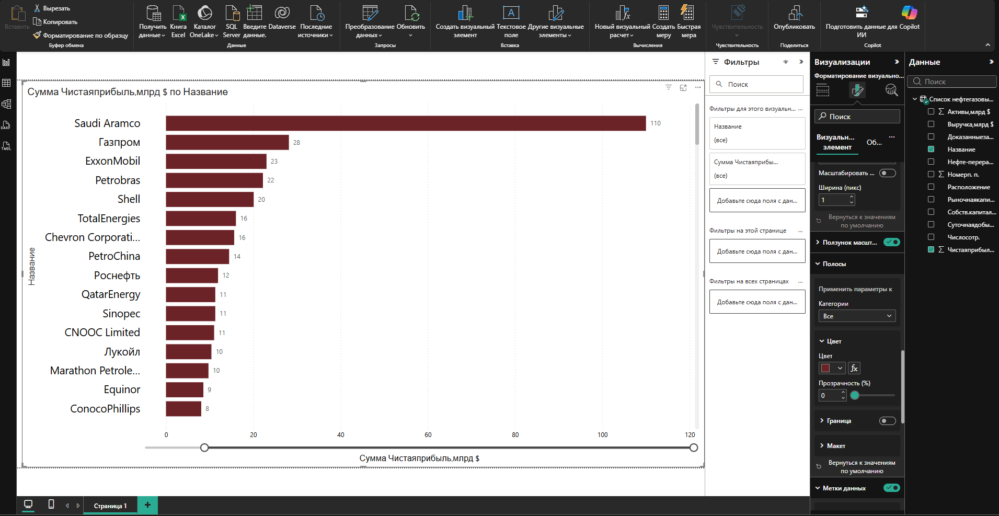 Вставить
Вырезать
Копировать
Форматирование по образцу
Буфер обмена
Получить
данные
Книга
Excel
Каталог
OneLake
SQL
Server
Введите
данные.
Dataverse
Последние
источники
Данные
Преобразование
данных
Обновить
Запросы
Создать визуальный
элемент
Текстовое
поле
Другие визуальные
элементы
Вставка
Новый визуальный
расчет
Создать
меру
Быстрая
мера
Вычисления
Чувствительность
Чувствительность
Опубликовать
Поделиться
Подготовить данные для
ИИ
Copilot
Copilot
DAX
TMDL
Сумма Чистаяприбыль,млрд $ по Название
Название
Saudi Aramco 110
Газпром 28
ExxonMobil 23
Petrobras 22
Shell 20
TotalEnergies 16
Chevron Corporati... 16
PetroChina 14
Роснефть 12
QatarEnergy 11
Sinopec 11
CNOOC Limited 11
Лукойл 10
Marathon Petrole... 10
Equinor 9
ConocoPhillips 8
0 20 40 60 80 100 120
Сумма Чистаяприбыль,млрд $
Фильтры
Поиск
Фильтры для этого визуальн... ...
Название
(все)
Сумма Чистаяприбы...
(все)
Добавьте сюда поля с дан...
Фильтры на этой странице ...
Добавьте сюда поля с дан...
Фильтры на всех страницах ...
Добавьте сюда поля с дан...
Визуализации
Форматирование визуально...
Поиск
Визуальн...
элемент
Об...
...
Масштабировать ...
Ширина (пикс)
1
Вернуться к значениям
по умолчанию
Ползунок масшт...
Полосы
Применить параметры к
Категории
Все
Цвет
Цвет
fx
Прозрачность (%)
0
Граница
Макет
Вернуться к значениям
по умолчанию
Метки данных
Данные
Поиск
Список нефтегазовы...
Σ Активы,млрд $
Выручка,млрд $
Доказанныеза...
Название
Нефте-перера...
Σ Номерп. п.
Расположение
Рыночнаякапи...
Собств.капитал...
Суточнаядобы...
Числосотр.
Σ Чистаяприбыл...
Страница 1
+